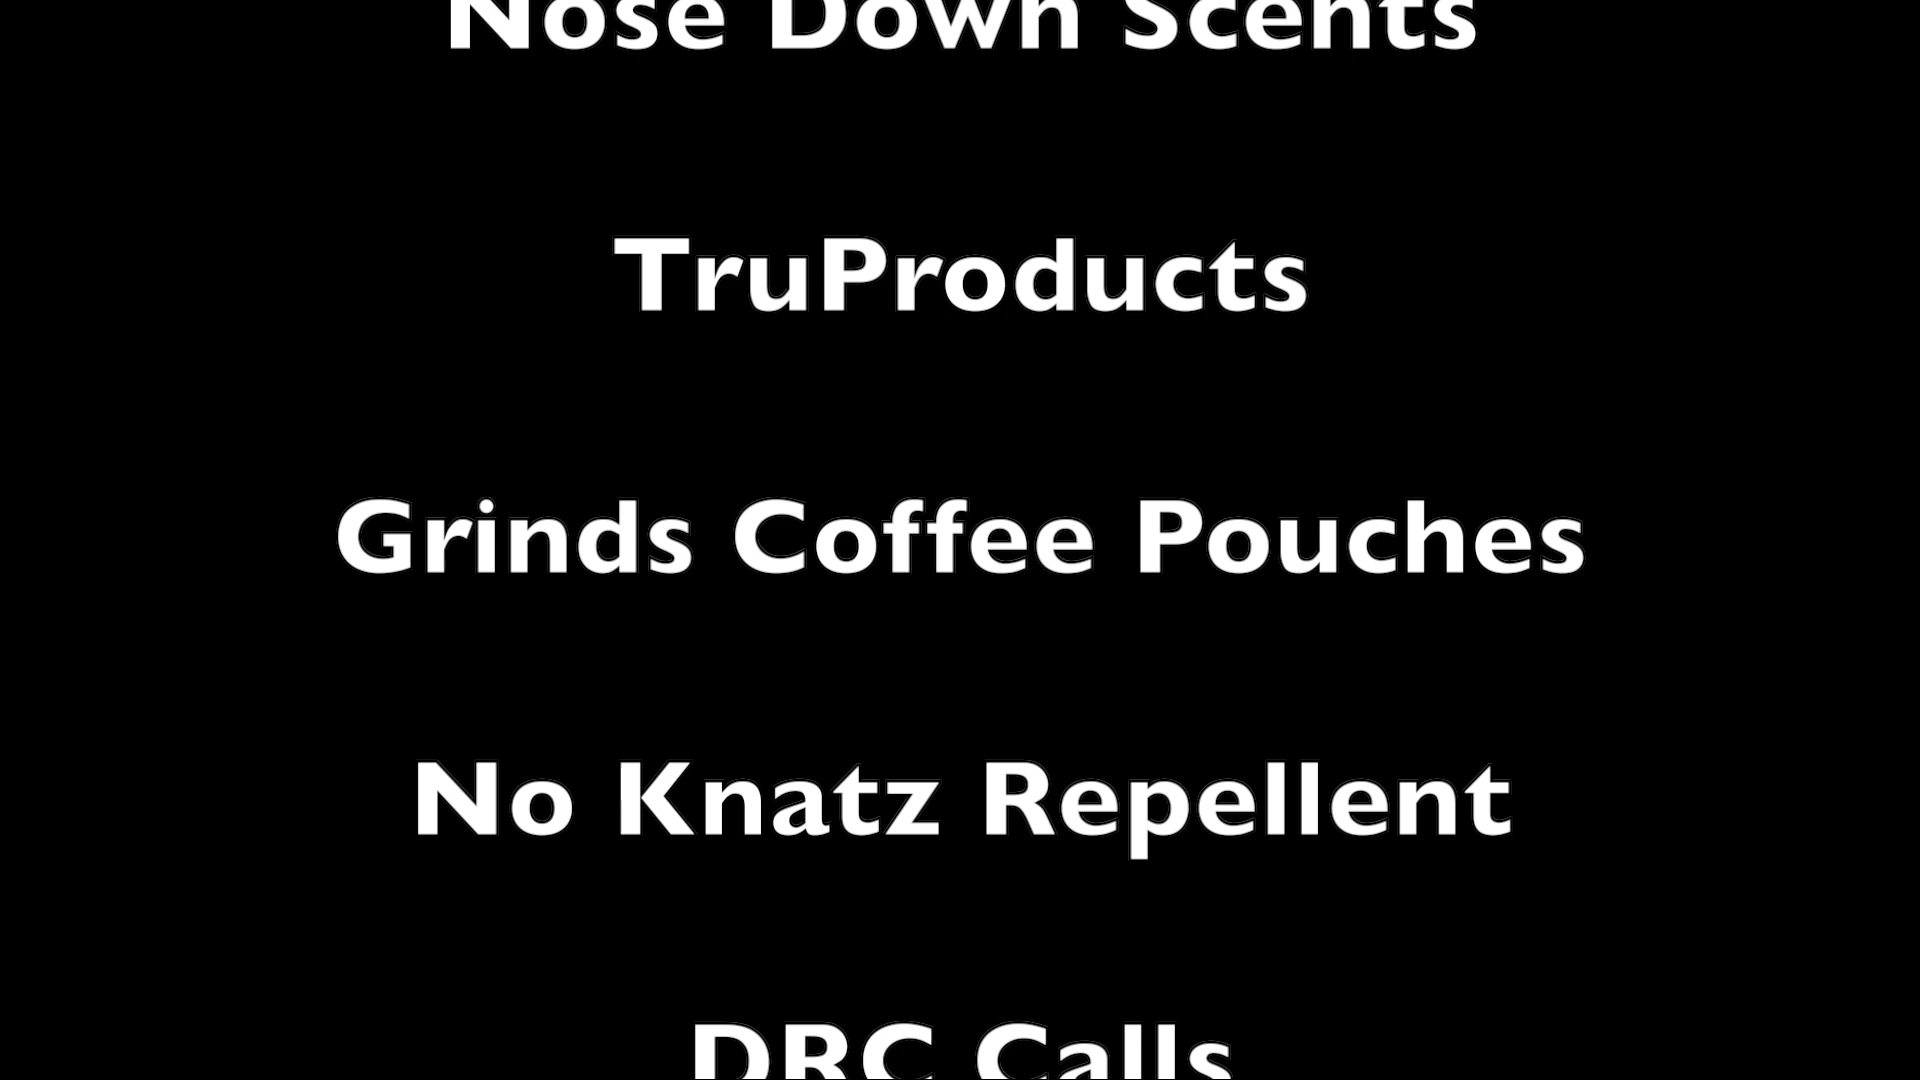 Nose Down Scents
TruProducts
Grinds Coffee Pouches
No Knatz Repellent
DRC Calls